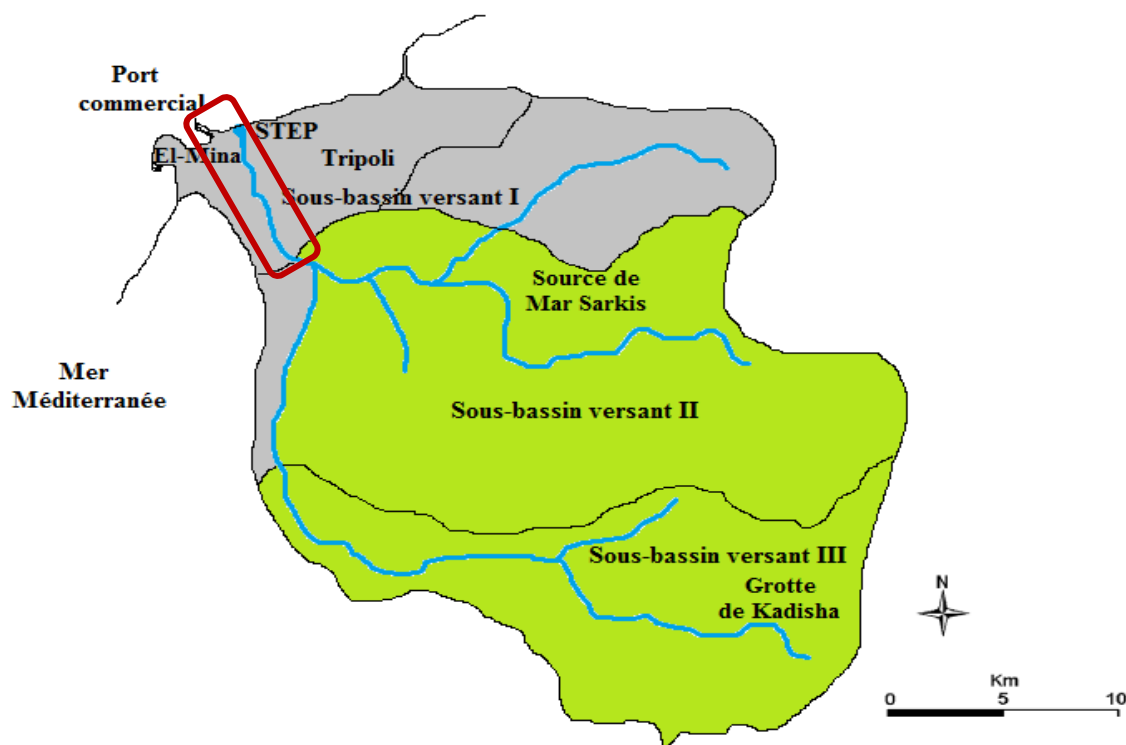 Port
commercial
STEP
El-Mina
Tripoli
Sous-bassin versant I
Source de
Mar Sarkis
Mer
Méditerranée
Sous-bassin versant II
Sous-bassin versant III
Grotte
de Kadisha
N
Km
0 5 10